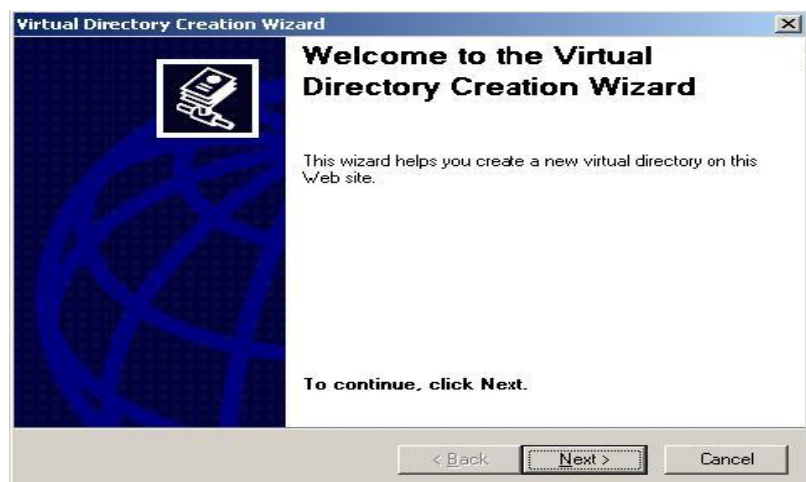 Virtual Directory Creation Wizard
Welcome to the Virtual
Directory Creation Wizard
This wizard helps you create a new virtual directory on this
Web site.
To continue, click Next.
< Back
Next >
Cancel